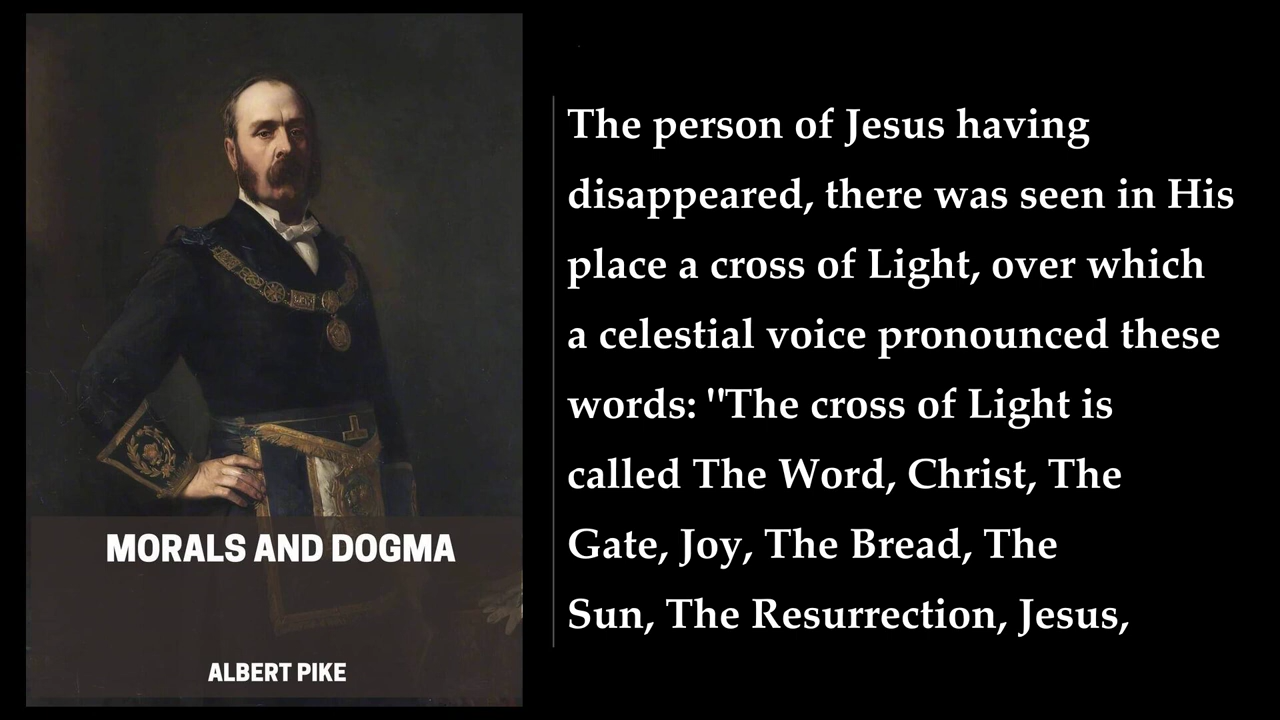 MORALS AND DOGMA
ALBERT PIKE
The person of Jesus having
disappeared, there was seen in His
place a cross of Light, over which
a celestial voice pronounced these
words: "The cross of Light is
called The Word, Christ, The
Gate, Joy, The Bread, The
Sun, The Resurrection, Jesus,